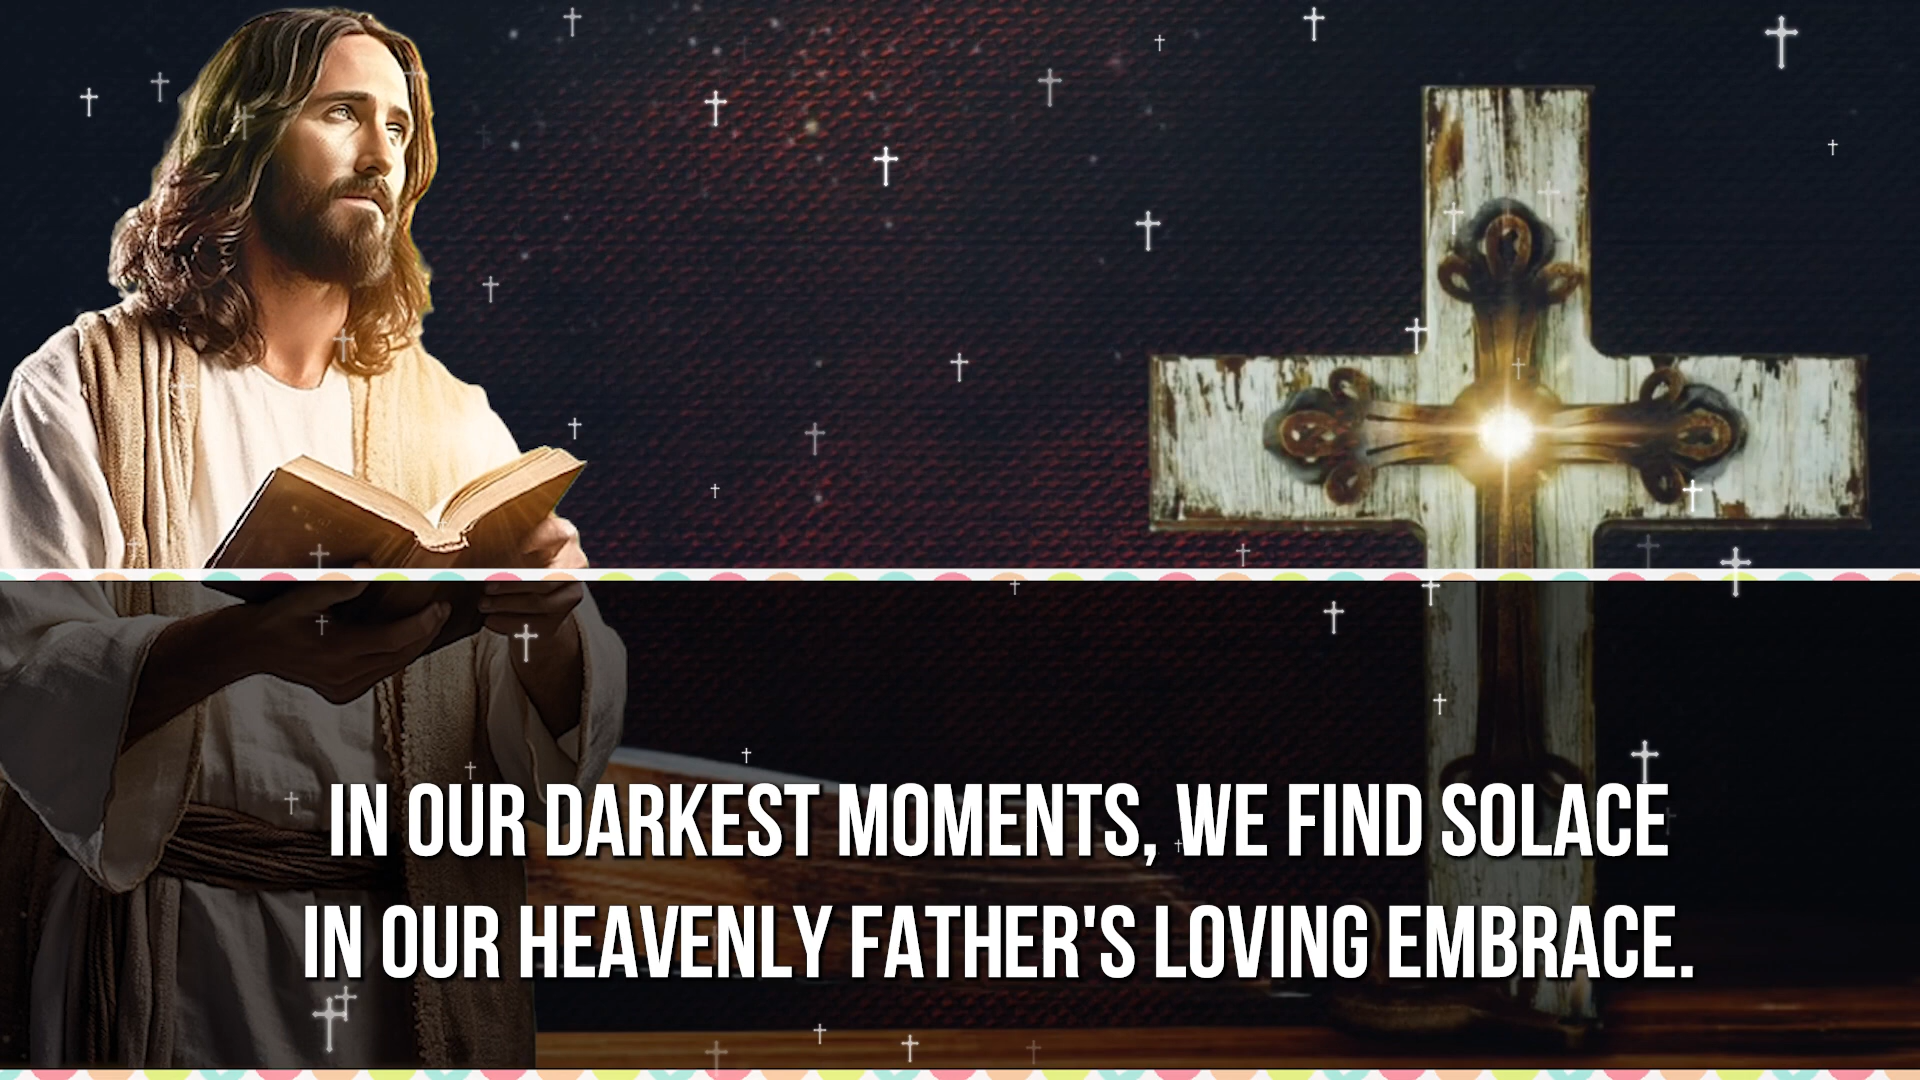 IN OUR DARKEST MOMENTS, WE FIND SOLACE
IN OUR HEAVENLY FATHER'S LOVING EMBRACE.